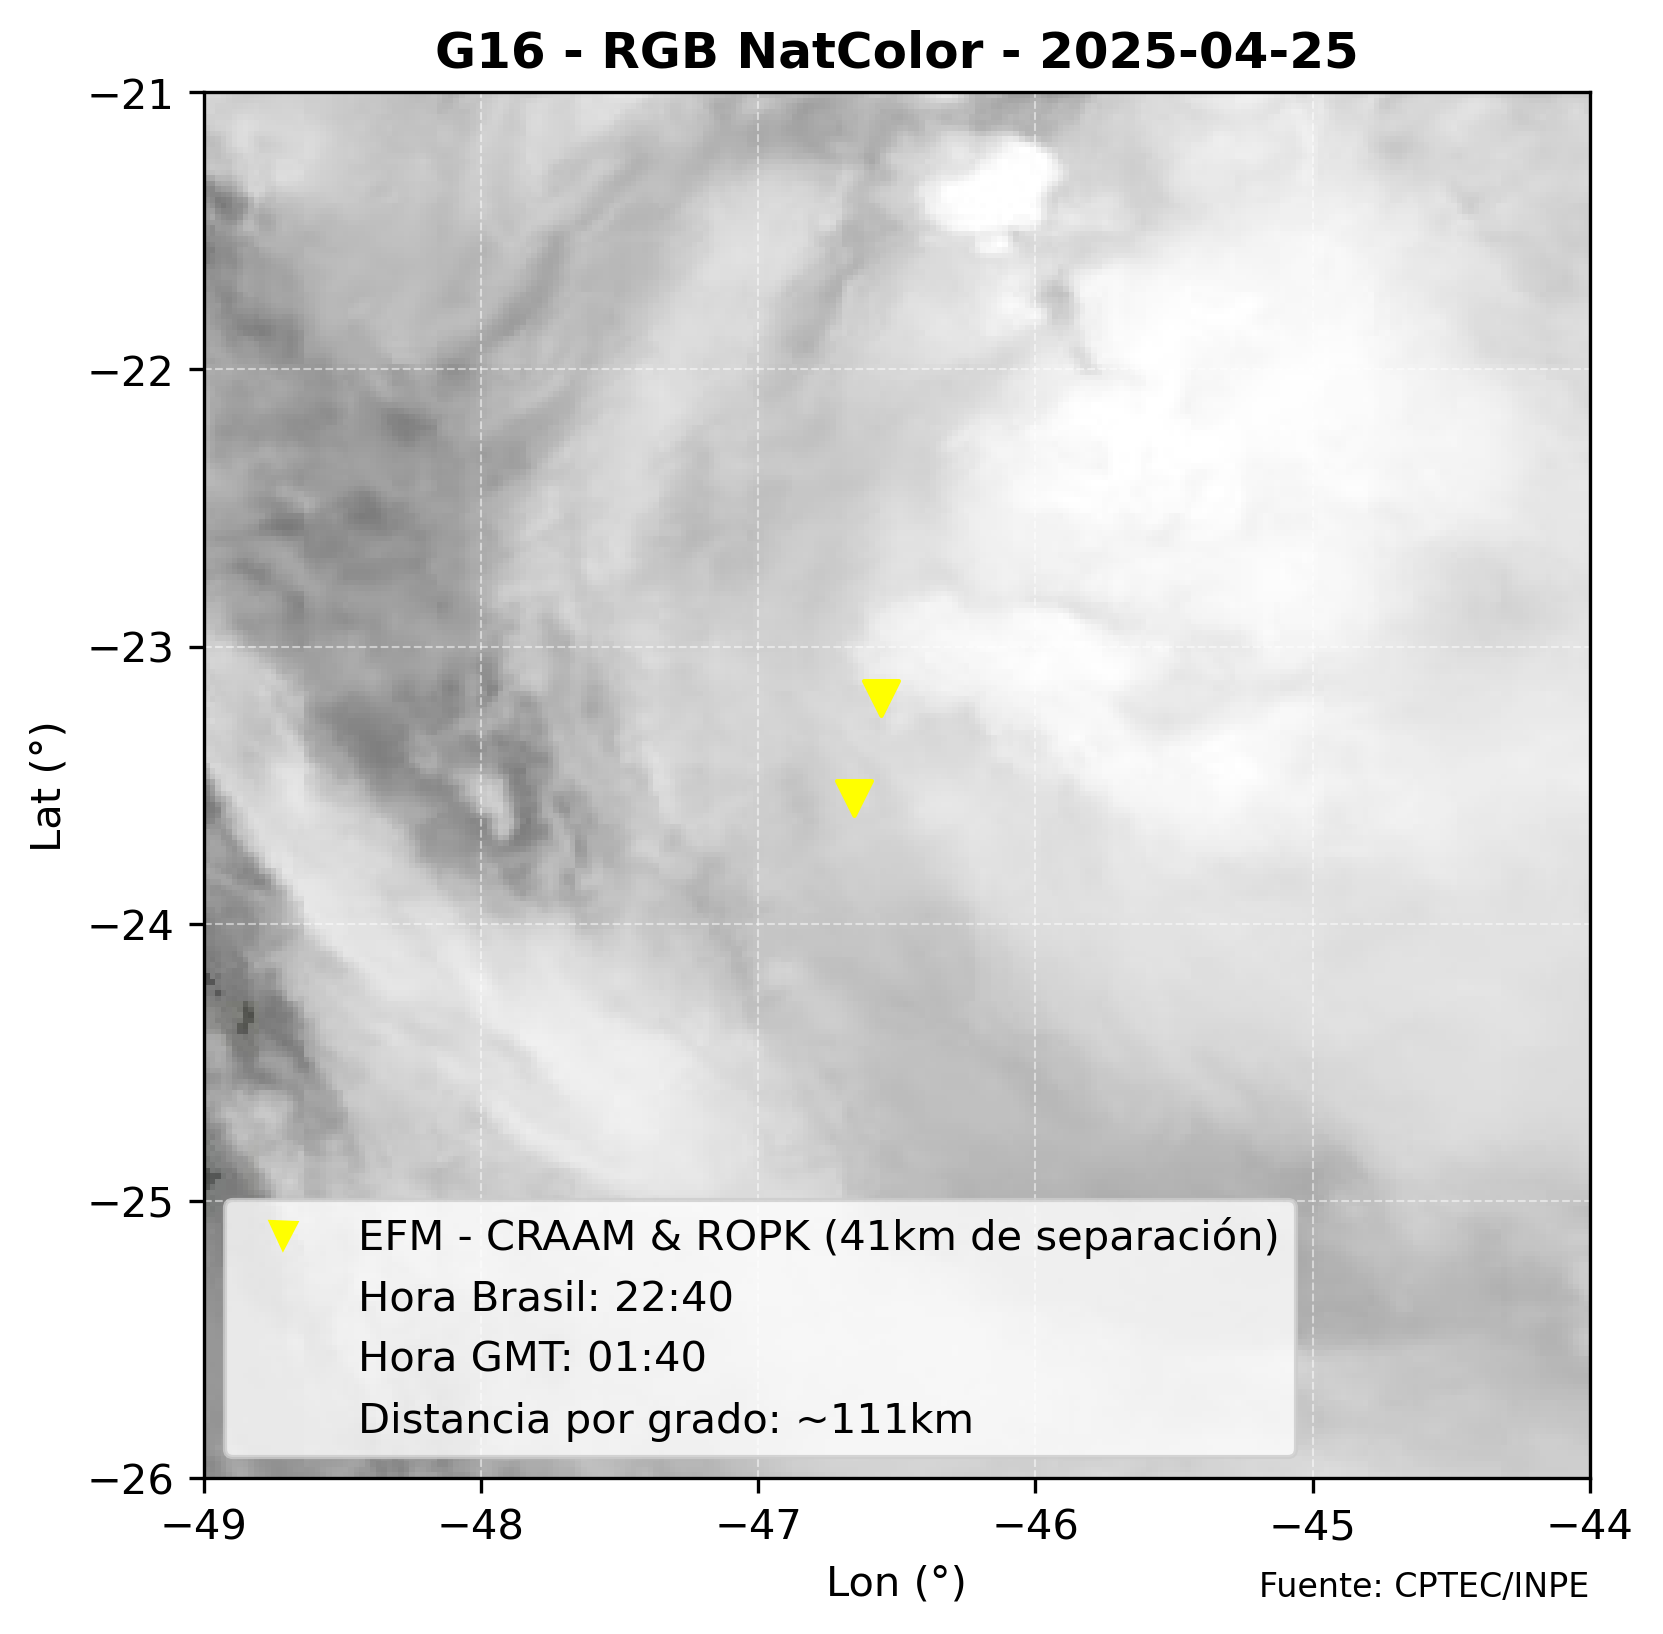 G16 - RGB NatColor - 2025-04-25
−21
−22
−23
−24
−25
−26
Lat (°)
EFM - CRAAM & ROPK (41km de separación)
Hora Brasil: 22:40
Hora GMT: 01:40
Distancia por grado: ~111km
−49 −48 −47 −46 −45 −44
Lon (°)
Fuente: CPTEC/INPE